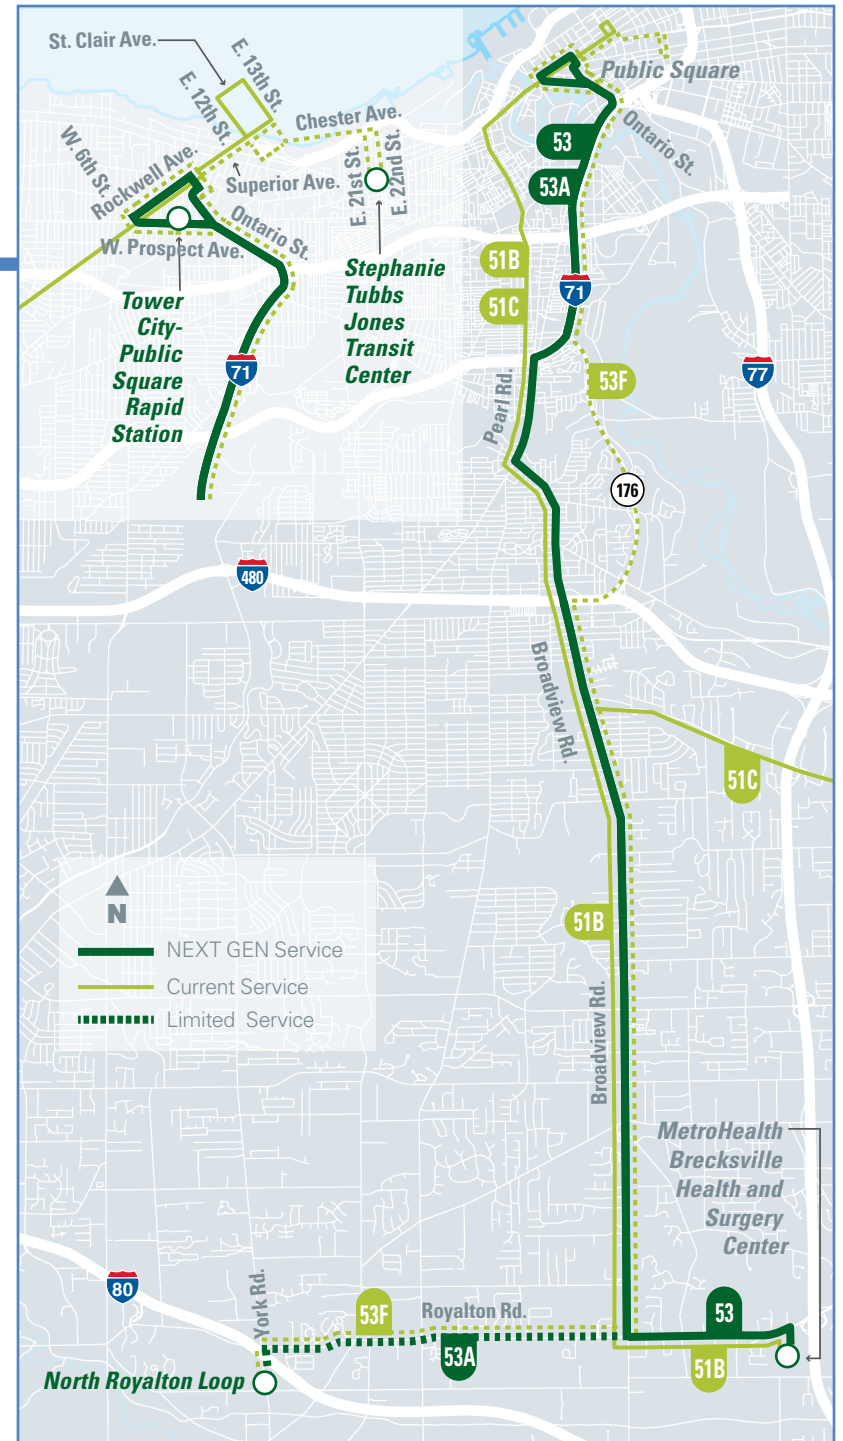 St. Clair Ave.
E. 13th St.
E. 12th St.
Chester Ave.
W. 6th St.
Rockwell Ave.
Superior Ave.
E. 21st St.
E. 22nd St.
Ontario St.
W. Prospect Ave.
Tower
City-
Public
Square
Rapid
Station
71
Stephanie
Tubbs
Jones
Transit
Center
Public Square
Ontario St.
53
53A
51B
51C
71
77
53F
Pearl Rd.
176
480
Broadview Rd.
51C
N
NEXT GEN Service
Current Service
Limited Service
51B
Broadview Rd.
MetroHealth
Brecksville
Health and
Surgery
Center
80
York Rd.
53F
Royalton Rd.
53
53A
51B
North Royalton Loop